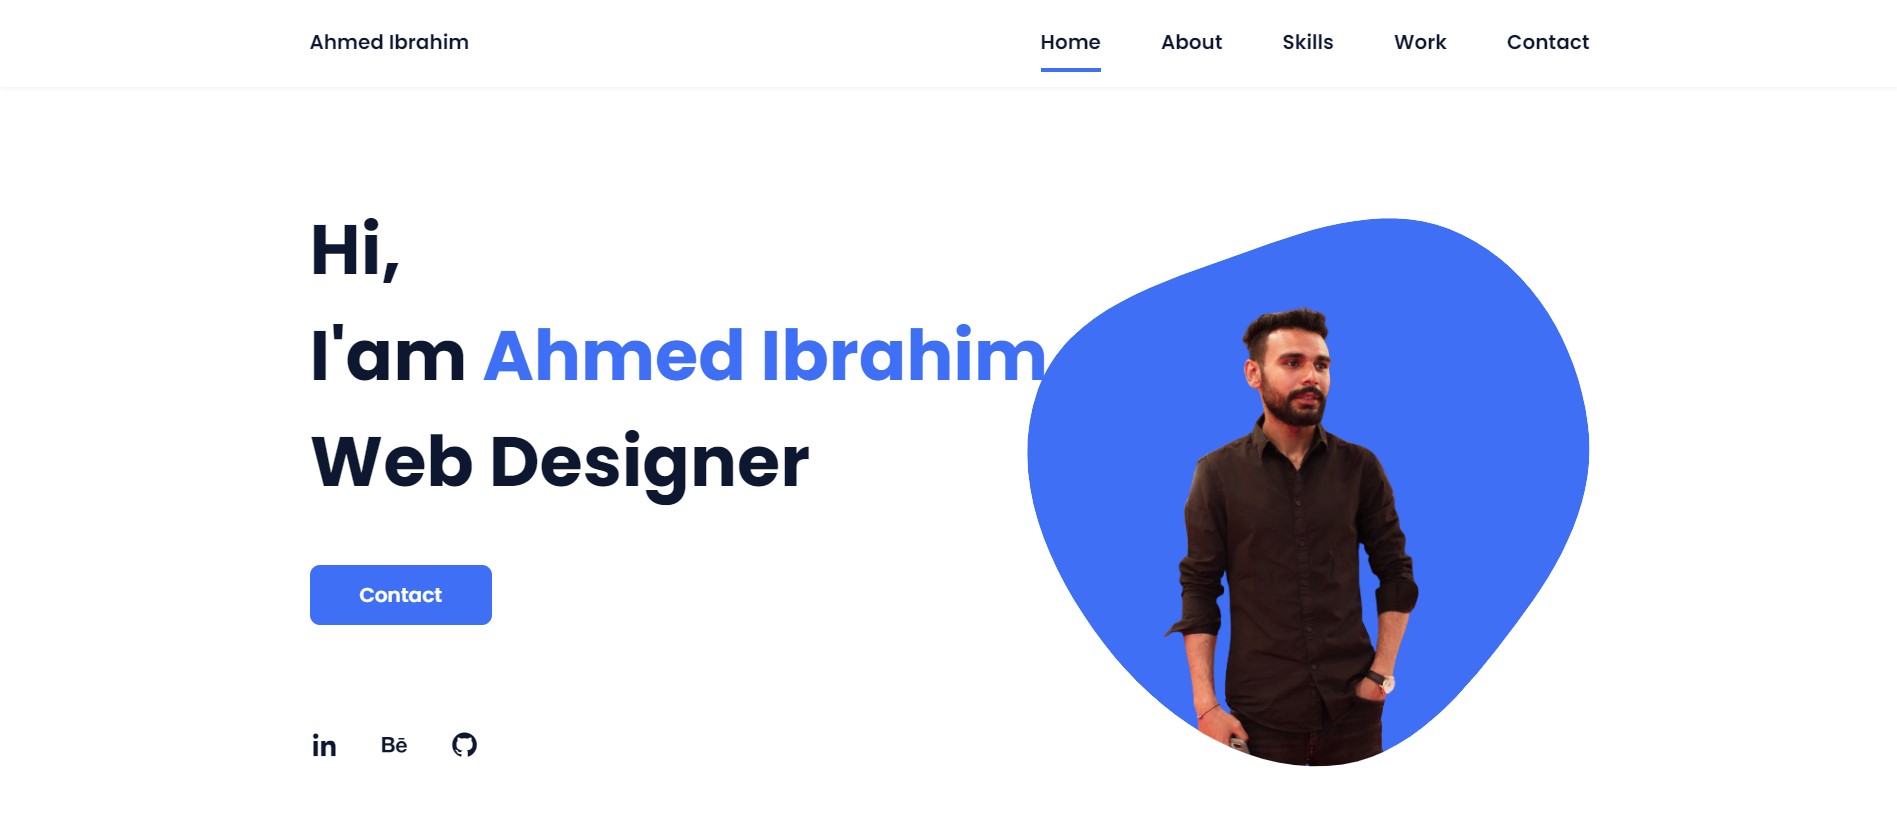 Ahmed Ibrahim
Home About Skills Work Contact
Hi,
I'am Ahmed Ibrahim
Web Designer
Contact
in Bē